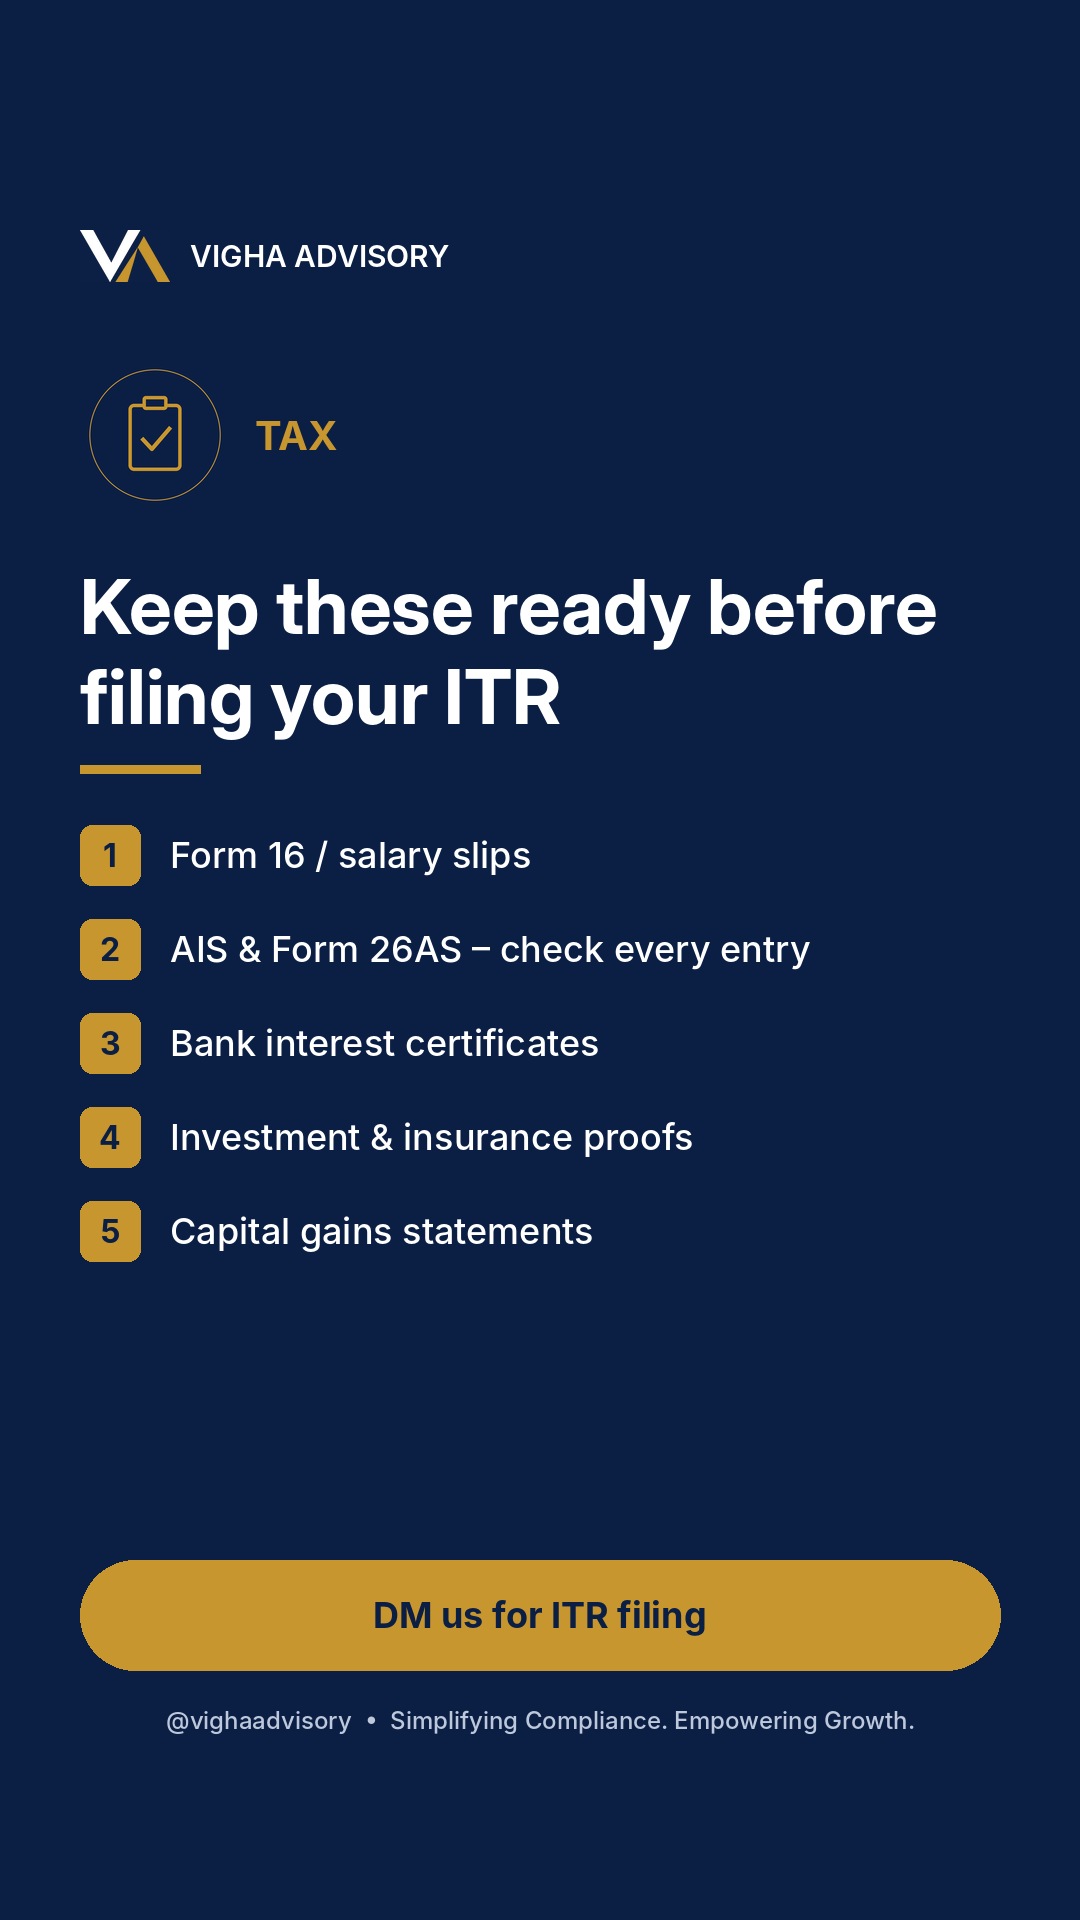 VIGHA ADVISORY
TAX
Keep these ready before
filing your ITR
1 Form 16 / salary slips
2 AIS & Form 26AS – check every entry
3 Bank interest certificates
4 Investment & insurance proofs
5 Capital gains statements
DM us for ITR filing
@vighaadvisory • Simplifying Compliance. Empowering Growth.